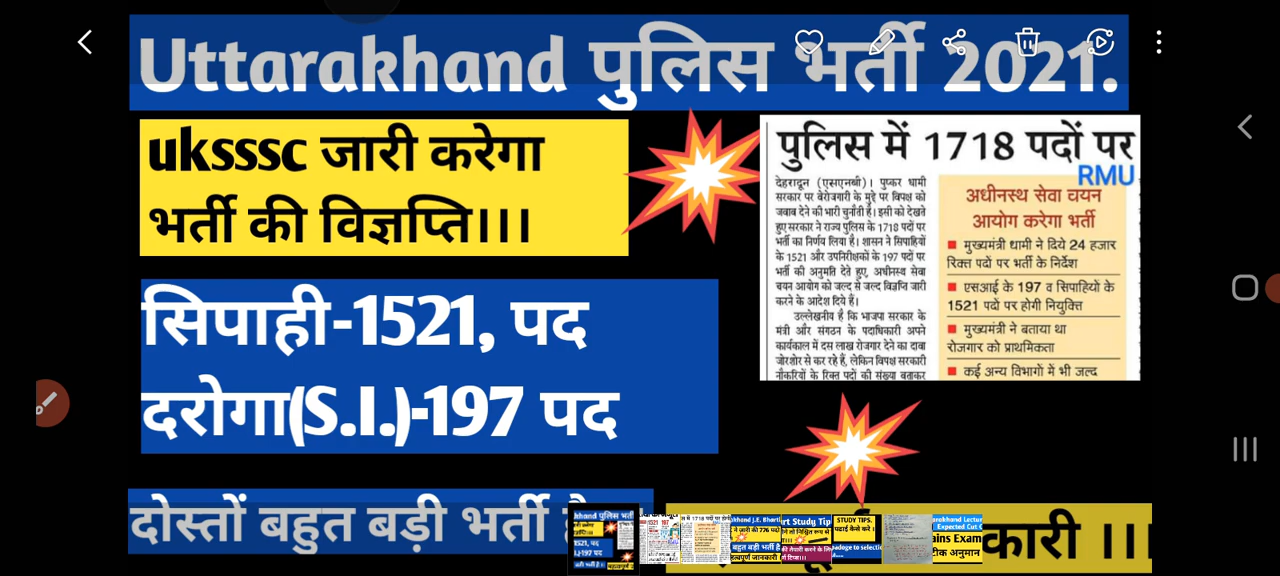 Uttarakhand पुलिस भर्ती 2021.
uksssc जारी करेगा
भर्ती की विज्ञप्ति।।।
पुलिस में 1718 पदों पर
RMU
देहरादून (एसएनबी)। पुष्कर धामी
सरकार पर बेरोजगारी के मुद्दे पर विपक्ष को
जवाब देने की भारी चुनौती है। इसी को देखते
हुए सरकार ने राज्य पुलिस के 1718 पदों पर
भर्ती का निर्णय लिया है। शासन ने सिपाहियों
के 1521 और उपनिरीक्षकों के 197 पदों पर
भर्ती की अनुमति देते हुए, अधीनस्थ सेवा
चयन आयोग को जल्द से जल्द विज्ञप्ति जारी
करने के आदेश दिये हैं।
उल्लेखनीय है कि भाजपा सरकार के
मंत्री और संगठन के पदाधिकारी अपने
कार्यकाल में दस लाख रोजगार देने का दावा
जोरशोर से कर रहे हैं, लेकिन विपक्ष सरकारी
नौकरियों के रिक्त पदों की संख्या बताकर
अधीनस्थ सेवा चयन
आयोग करेगा भर्ती
मुख्यमंत्री धामी ने दिये 24 हजार
रिक्त पदों पर भर्ती के निर्देश
एसआई के 197 व सिपाहियों के
1521 पदों पर होगी नियुक्ति
मुख्यमंत्री ने बताया था
रोजगार को प्राथमिकता
कई अन्य विभागों में भी जल्द
सिपाही-1521, पद
दरोगा(S.I.)-197 पद
दोस्तों बहुत बड़ी भर्ती
कारी ।।।